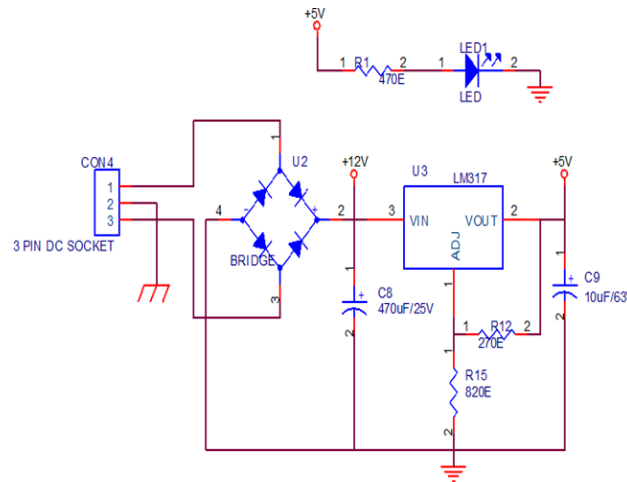 +5V
1 R1 2
470E
LED1
1 2
LED
CON4
1
2
3
3 PIN DC SOCKET
1
U2
4 - + 2
BRIDGE
3
+12V
U3
LM317
+5V
3 VIN VOUT 2
ADJ
1
1
+
C8
470uF/25V
2
1
+
C9
10uF/63
2
1 R12 2
270E
1
R15
820E
2